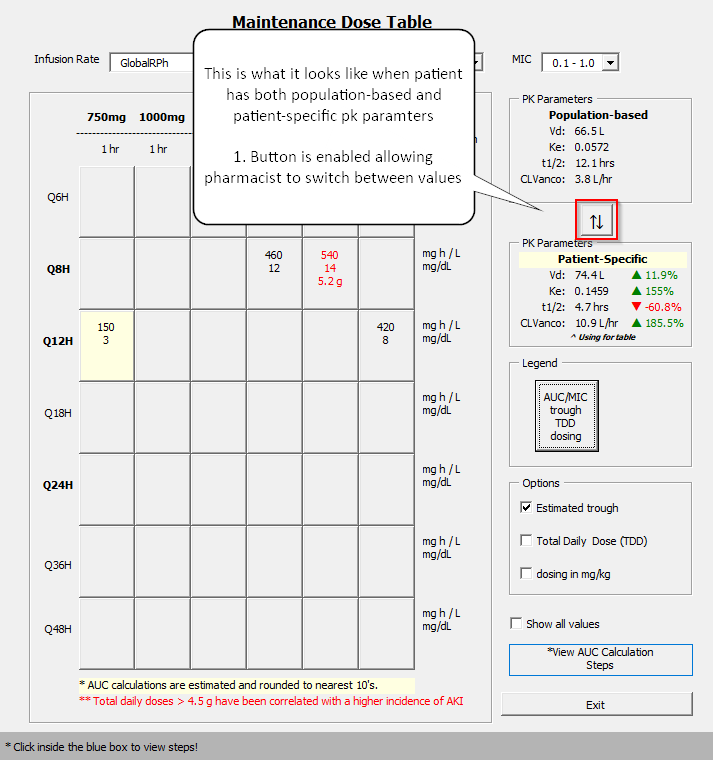 Maintenance Dose Table
Infusion Rate
GlobalRPh
MIC
0.1 - 1.0
This is what it looks like when patient
has both population-based and
patient-specific pk paramters
1. Button is enabled allowing
pharmacist to switch between values
750mg 1000mg
1 hr 1 hr
Q6H
Q8H
460
12
540
14
5.2 g
mg h / L
mg/dL
Q12H
150
3
420
8
mg h / L
mg/dL
Q18H
mg h / L
mg/dL
Q24H
mg h / L
mg/dL
Q36H
mg h / L
mg/dL
Q48H
mg h / L
mg/dL
* AUC calculations are estimated and rounded to nearest 10's.
** Total daily doses > 4.5 g have been correlated with a higher incidence of AKI
PK Parameters
Population-based
Vd: 66.5 L
Ke: 0.0572
t1/2: 12.1 hrs
CLVanco: 3.8 L/hr
⇅
PK Parameters
Patient-Specific
Vd: 74.4 L ▲ 11.9%
Ke: 0.1459 ▲ 155%
t1/2: 4.7 hrs ▼ -60.8%
CLVanco: 10.9 L/hr ▲ 185.5%
^ Using for table
Legend
AUC/MIC
trough
TDD
dosing
Options
Estimated trough
Total Daily Dose (TDD)
dosing in mg/kg
Show all values
*View AUC Calculation
Steps
Exit
* Click inside the blue box to view steps!